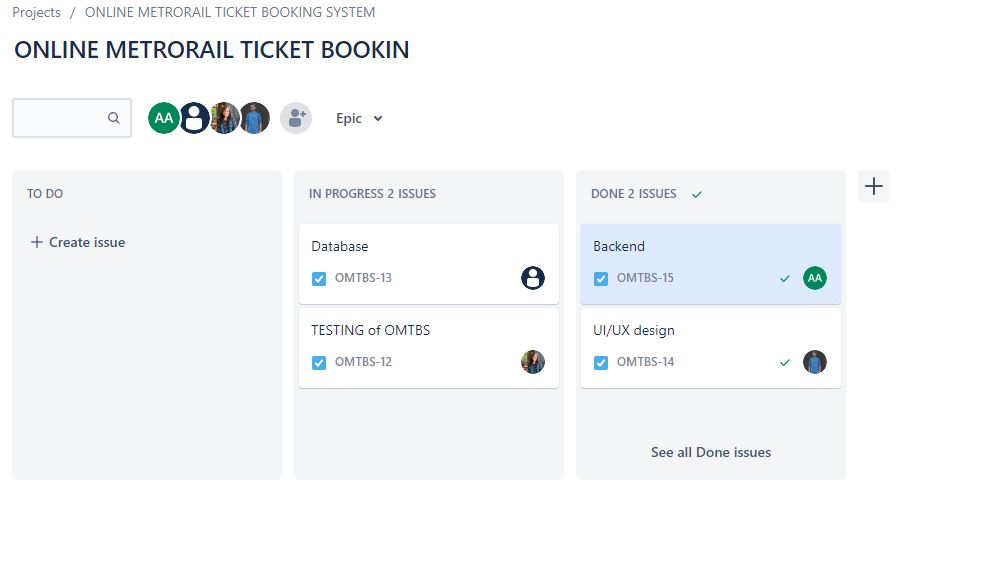 Projects / ONLINE METRORAIL TICKET BOOKING SYSTEM
ONLINE METRORAIL TICKET BOOKIN
AA
Epic
TO DO
+ Create issue
IN PROGRESS 2 ISSUES
Database
OMTBS-13
TESTING of OMTBS
OMTBS-12
DONE 2 ISSUES
Backend
OMTBS-15
AA
UI/UX design
OMTBS-14
See all Done issues